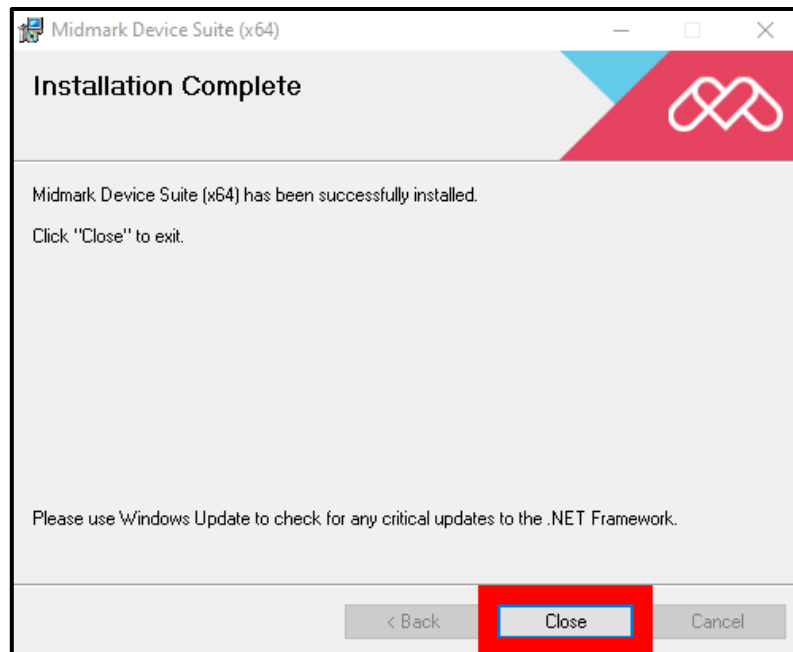 Midmark Device Suite (x64)
Installation Complete
Midmark Device Suite (x64) has been successfully installed.
Click "Close" to exit.
Please use Windows Update to check for any critical updates to the .NET Framework.
< Back
Close
Cancel